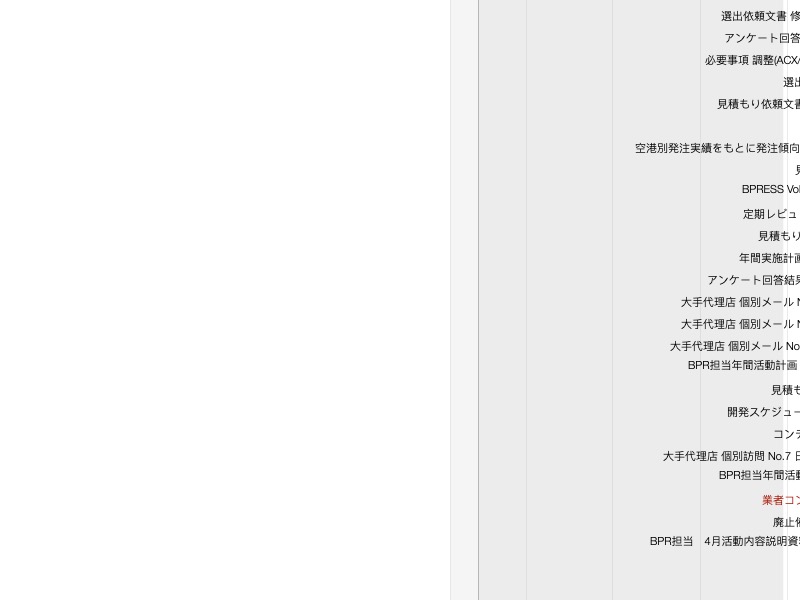 選出依頼文書 修
アンケート回答
必要事項 調整(ACX/
選出
見積もり依頼文書
空港別発注実績をもとに発注傾向
見
BPRESS Vol
定期レビュ
見積もり
年間実施計画
アンケート回答結果
大手代理店 個別メール N
大手代理店 個別メール N
大手代理店 個別メール No
BPR担当年間活動計画
見積も
開発スケジュー
コンテ
大手代理店 個別訪問 No.7 日
BPR担当年間活動
業者コン
廃止依
BPR担当　4月活動内容説明資料